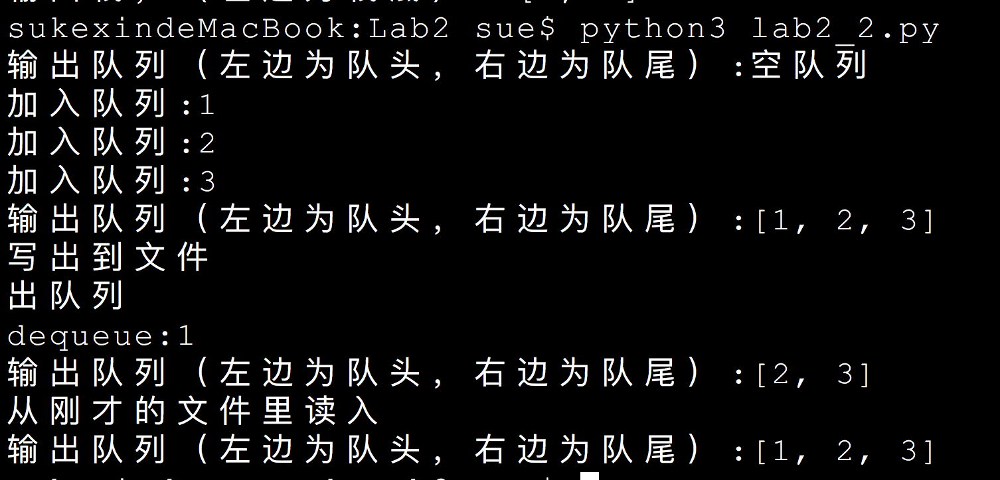 sukexindeMacBook:Lab2 sue$ python3 lab2_2.py
输出队列（左边为队头，右边为队尾）:空队列
加入队列:1
加入队列:2
加入队列:3
输出队列（左边为队头，右边为队尾）:[1, 2, 3]
写出到文件
出队列
dequeue:1
输出队列（左边为队头，右边为队尾）:[2, 3]
从刚才的文件里读入
输出队列（左边为队头，右边为队尾）:[1, 2, 3]